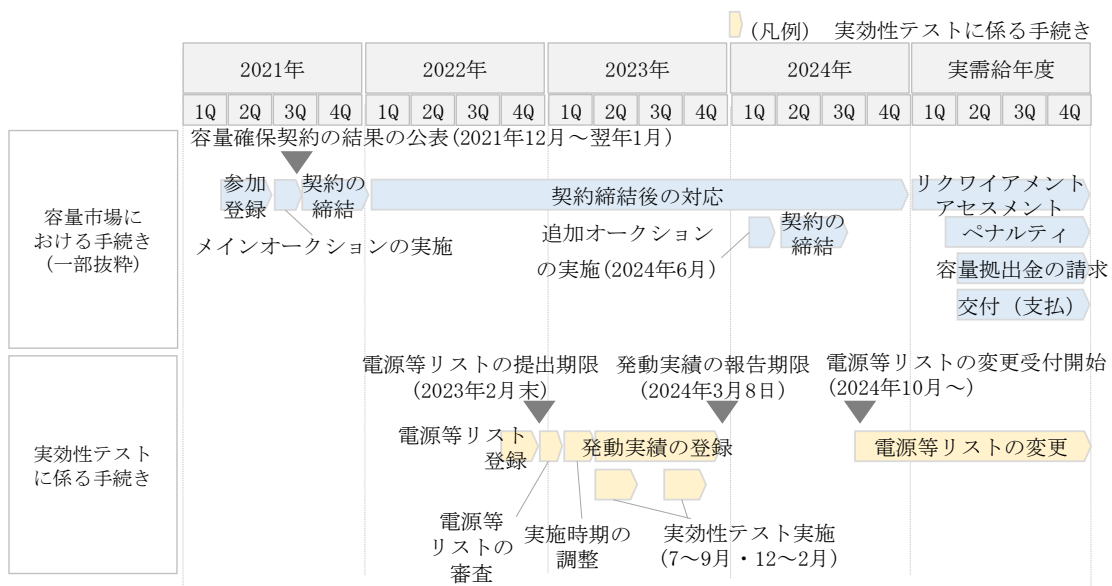 (凡例) 実効性テストに係る手続き
2021年 2022年 2023年 2024年 実需給年度
1Q 2Q 3Q 4Q 1Q 2Q 3Q 4Q 1Q 2Q 3Q 4Q 1Q 2Q 3Q 4Q 1Q 2Q 3Q 4Q
容量市場に
おける手続き
(一部抜粋)
容量確保契約の結果の公表(2021年12月～翌年1月)
参加
登録
契約の
締結
メインオークションの実施
契約締結後の対応
追加オークション
の実施(2024年6月)
契約の
締結
リクワイアメント
アセスメント
ペナルティ
容量拠出金の請求
交付（支払）
実効性テスト
に係る手続き
電源等リストの提出期限
(2023年2月末)
発動実績の報告期限
(2024年3月8日)
電源等リストの変更受付開始
(2024年10月～)
電源等リスト
登録
発動実績の登録
電源等リストの変更
電源等
リストの
審査
実施時期の
調整
実効性テスト実施
(7～9月・12～2月)